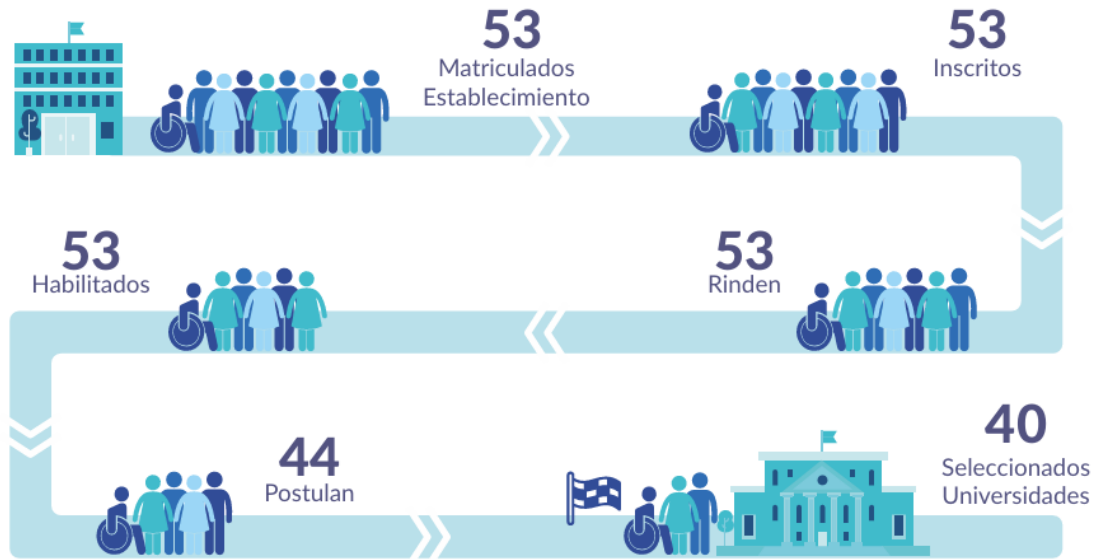 53
Matriculados
Establecimiento
53
Inscritos
53
Rinden
53
Habilitados
44
Postulan
40
Seleccionados
Universidades